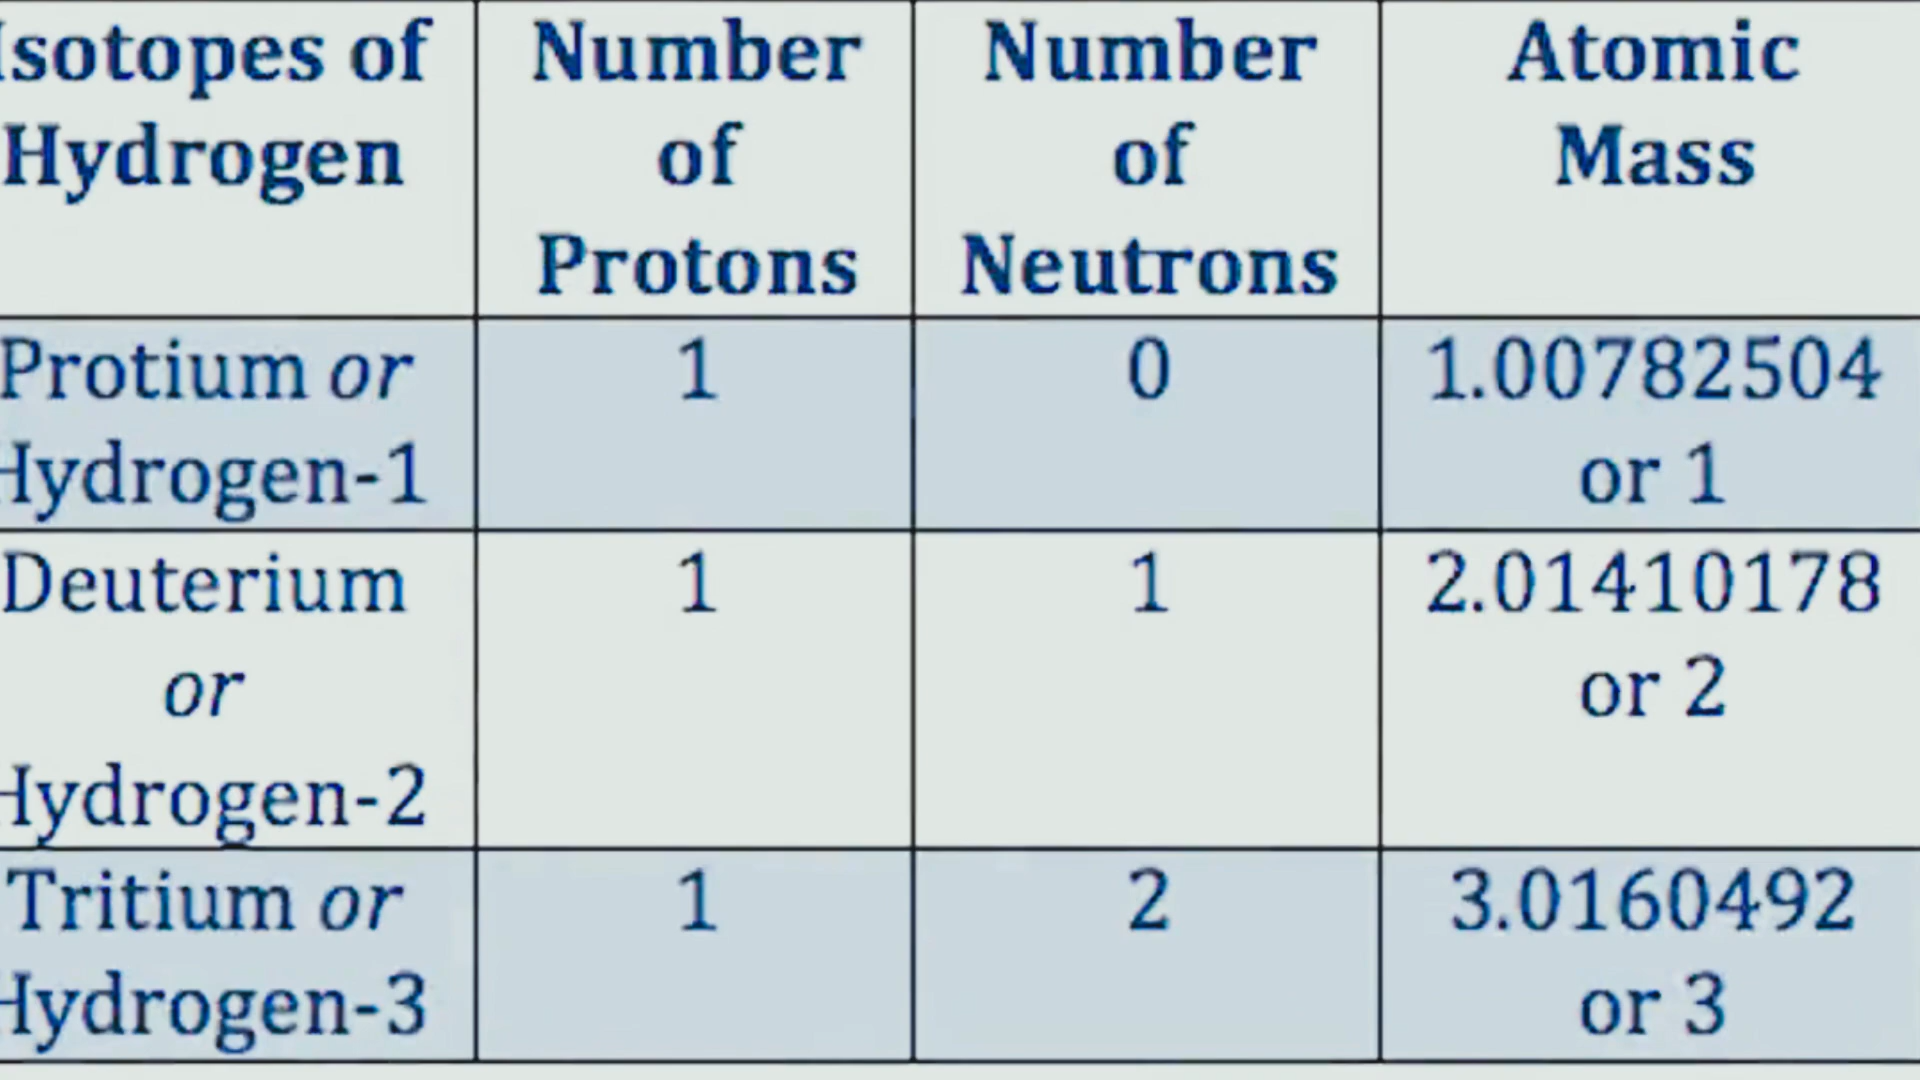 Isotopes of Hydrogen
Number of Protons
Number of Neutrons
Atomic Mass
Protium or Hydrogen-1
1
0
1.00782504 or 1
Deuterium or Hydrogen-2
1
1
2.01410178 or 2
Tritium or Hydrogen-3
1
2
3.0160492 or 3